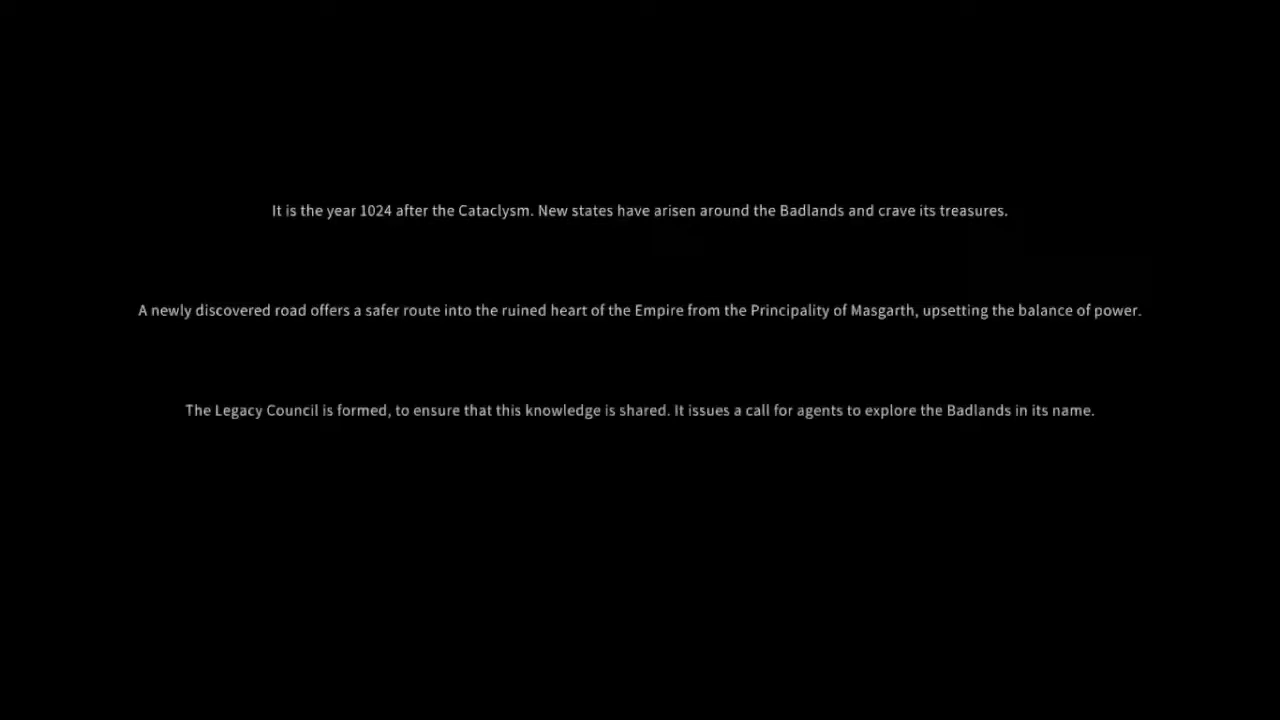 It is the year 1024 after the Cataclysm. New states have arisen around the Badlands and crave its treasures.
A newly discovered road offers a safer route into the ruined heart of the Empire from the Principality of Masgarth, upsetting the balance of power.
The Legacy Council is formed, to ensure that this knowledge is shared. It issues a call for agents to explore the Badlands in its name.